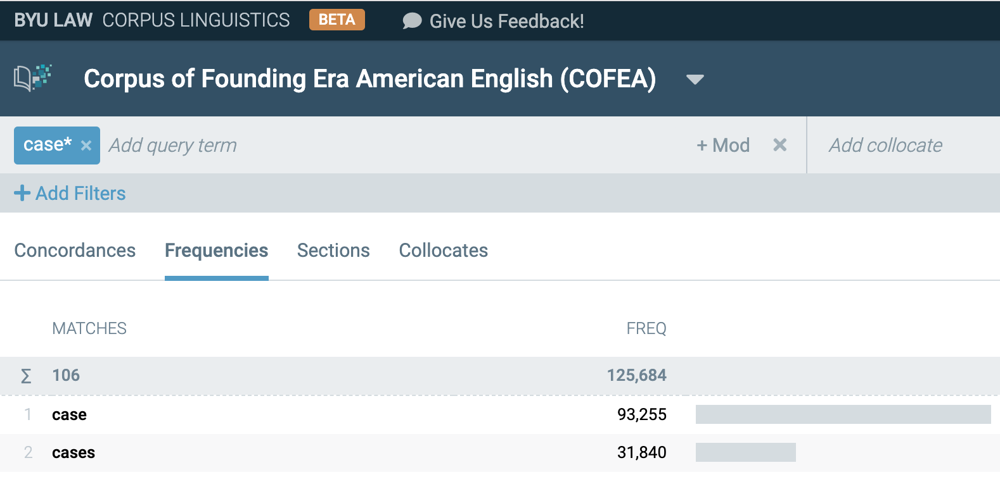 BYU LAW CORPUS LINGUISTICS BETA Give Us Feedback!
Corpus of Founding Era American English (COFEA)
case* × Add query term + Mod × Add collocate
+ Add Filters
Concordances Frequencies Sections Collocates
MATCHES FREQ
Σ 106 125,684
1 case 93,255
2 cases 31,840